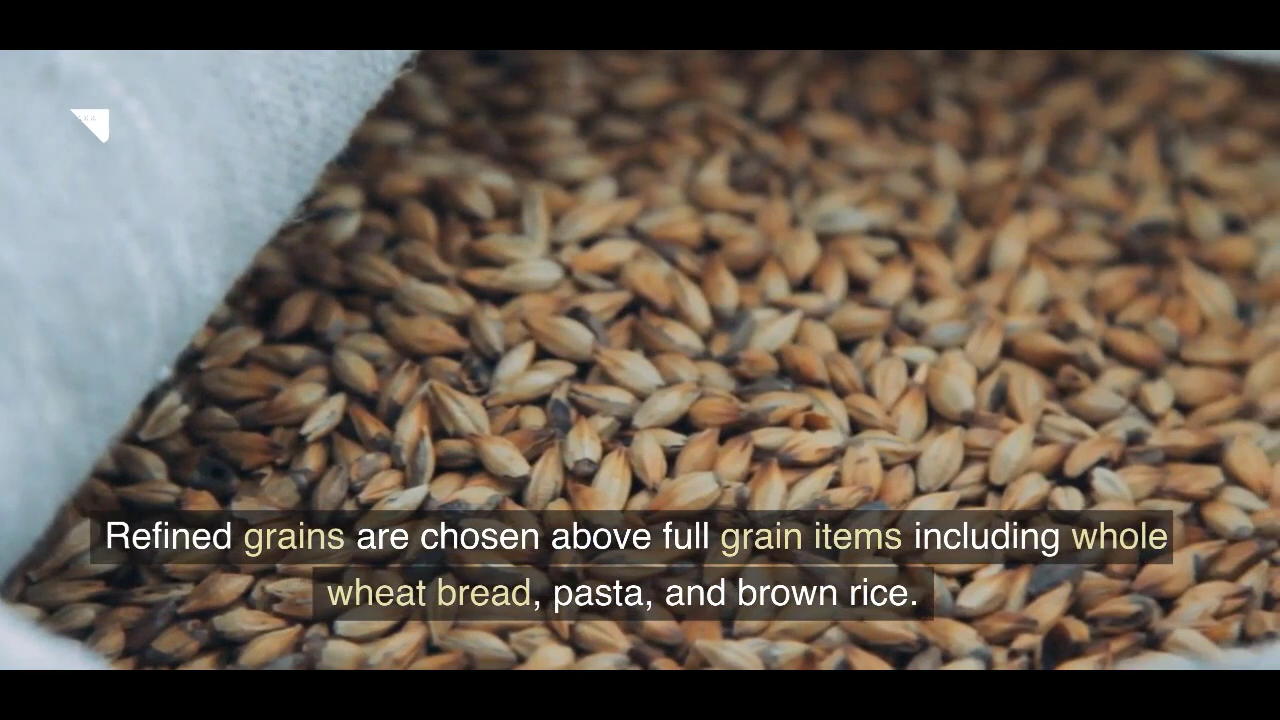 Refined grains are chosen above full grain items including whole
wheat bread, pasta, and brown rice.